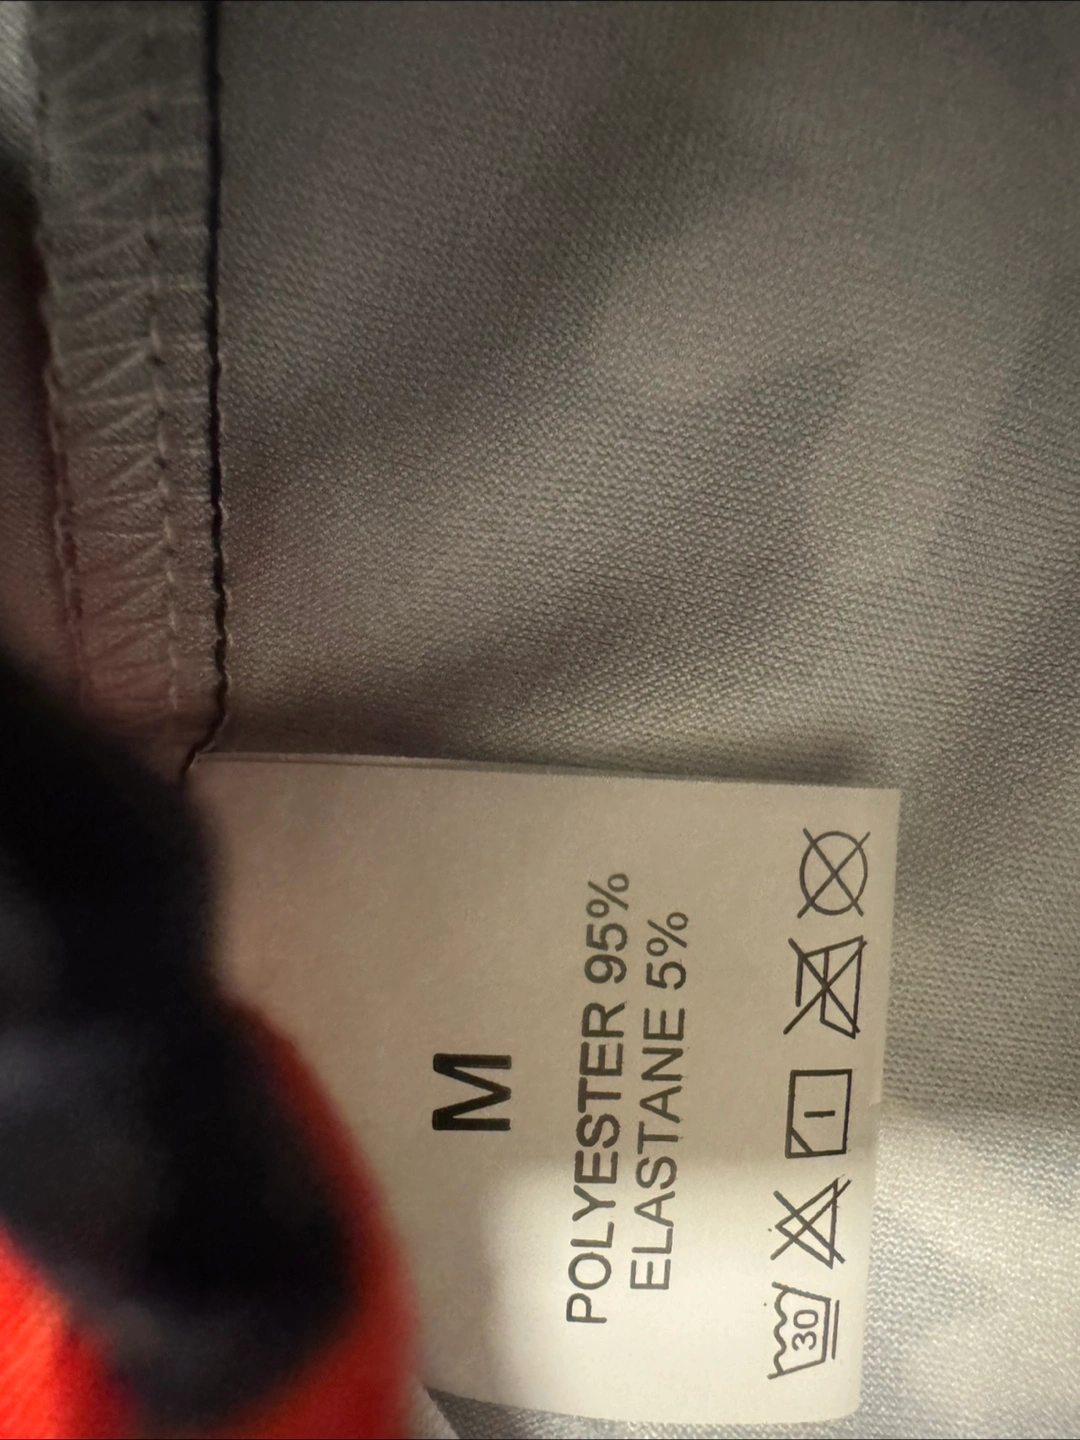 M
POLYESTER 95%
ELASTANE 5%
30